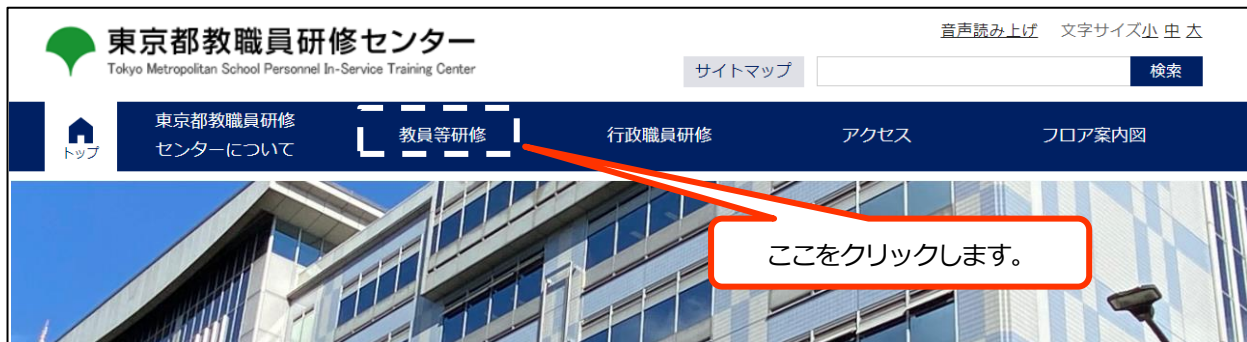 東京都教職員研修センター
Tokyo Metropolitan School Personnel In-Service Training Center
音声読み上げ 文字サイズ小 中 大
サイトマップ 検索
トップ
東京都教職員研修
センターについて
教員等研修
行政職員研修
アクセス
フロア案内図
ここをクリックします。